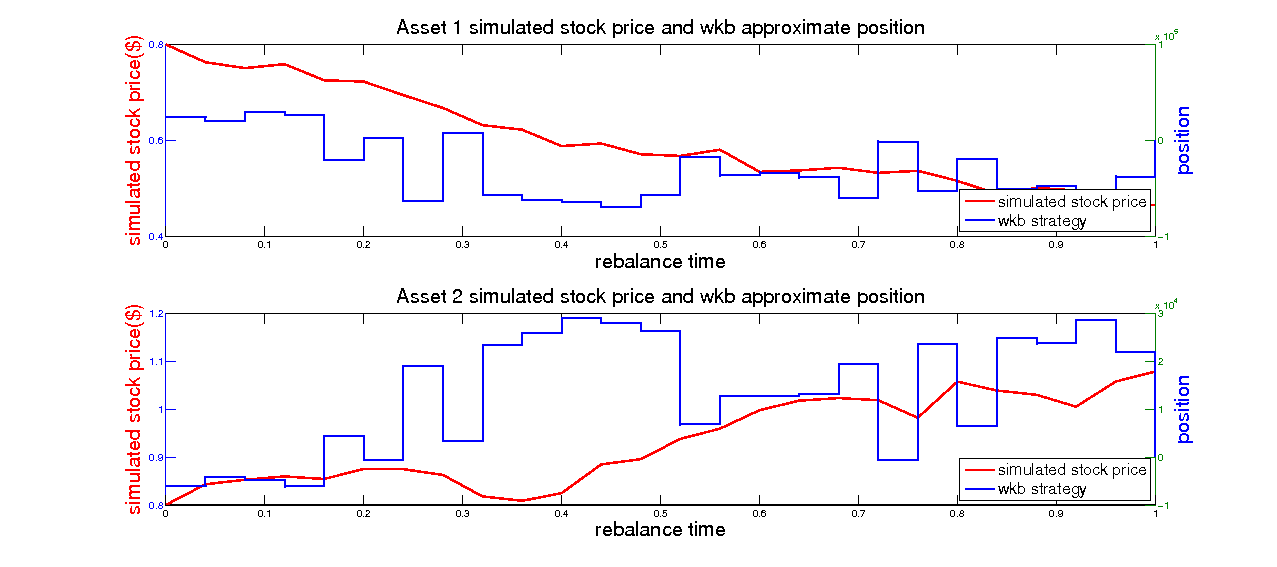 Asset 1 simulated stock price and wkb approximate position
x 10^5
simulated stock price($)
0.8
0.6
0.4
1
0
-1
position
simulated stock price
wkb strategy
0 0.1 0.2 0.3 0.4 0.5 0.6 0.7 0.8 0.9 1
rebalance time
Asset 2 simulated stock price and wkb approximate position
x 10^4
simulated stock price($)
1.2
1.1
1
0.9
0.8
3
2
1
0
-1
position
simulated stock price
wkb strategy
0 0.1 0.2 0.3 0.4 0.5 0.6 0.7 0.8 0.9 1
rebalance time